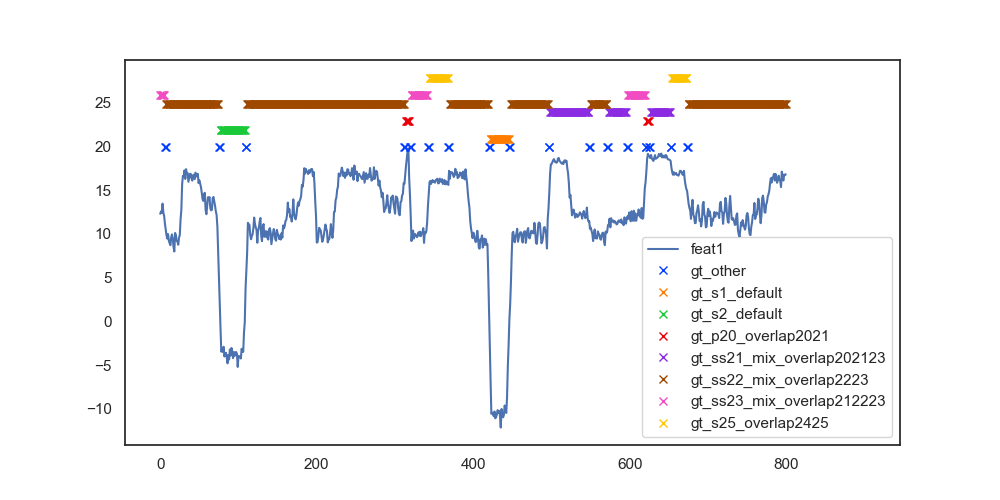 25
20
15
10
5
0
−5
−10
0
200
400
600
800
feat1
gt_other
gt_s1_default
gt_s2_default
gt_p20_overlap2021
gt_ss21_mix_overlap202123
gt_ss22_mix_overlap2223
gt_ss23_mix_overlap212223
gt_s25_overlap2425